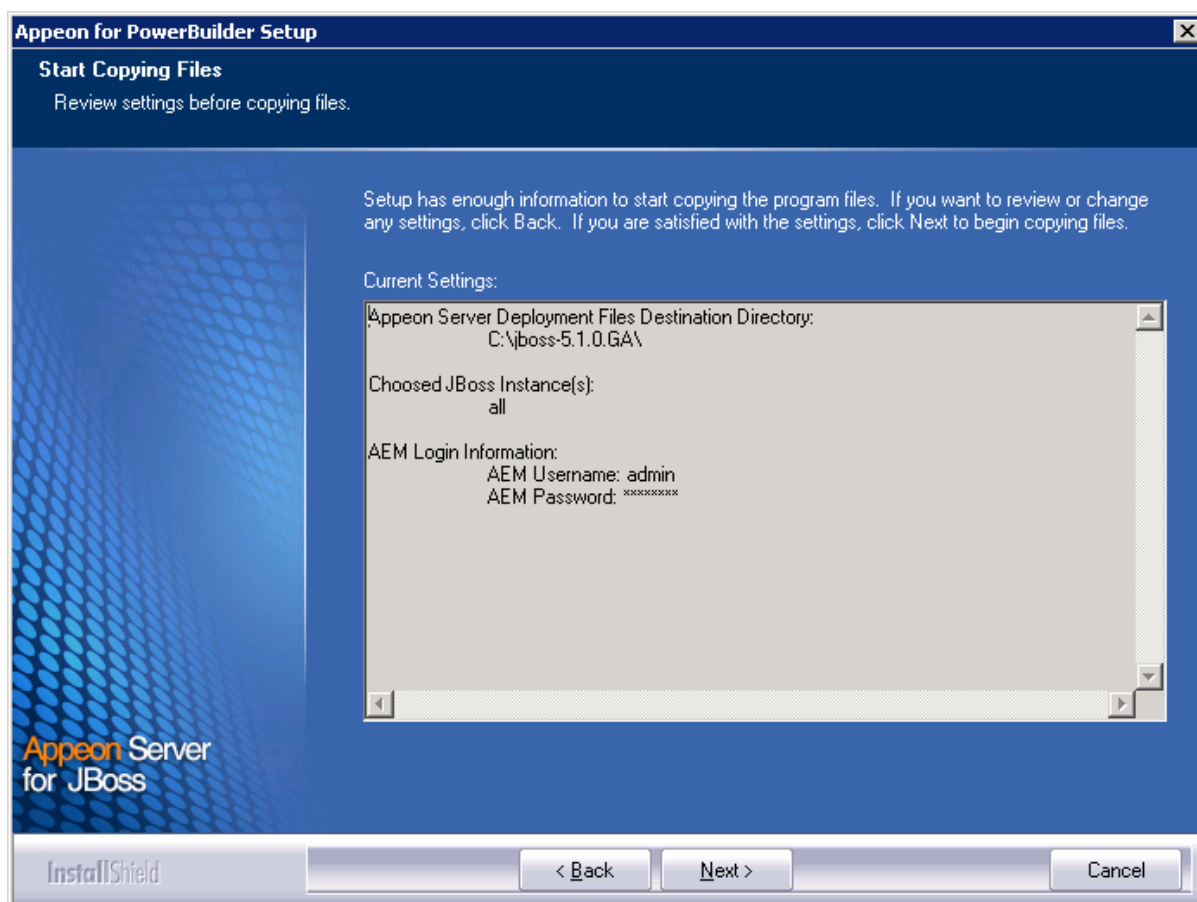 Appeon for PowerBuilder Setup
Start Copying Files
Review settings before copying files.
Setup has enough information to start copying the program files. If you want to review or change
any settings, click Back. If you are satisfied with the settings, click Next to begin copying files.
Current Settings:
Appeon Server Deployment Files Destination Directory:
C:\jboss-5.1.0.GA\
Choosed JBoss Instance(s):
all
AEM Login Information:
AEM Username: admin
AEM Password: ********
Appeon Server
for JBoss
InstallShield
< Back
Next >
Cancel